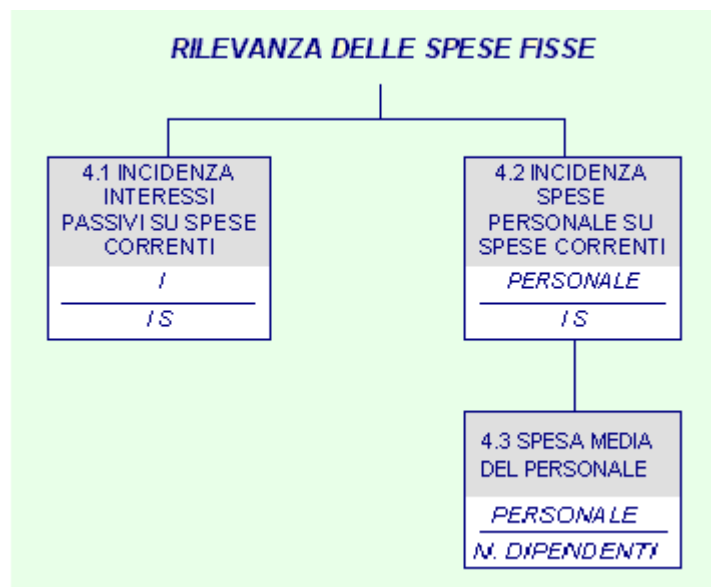 RILEVANZA DELLE SPESE FISSE
4.1 INCIDENZA
INTERESSI
PASSIVI SU SPESE
CORRENTI
I
I S
4.2 INCIDENZA
SPESE
PERSONALE SU
SPESE CORRENTI
PERSONALE
I S
4.3 SPESA MEDIA
DEL PERSONALE
PERSONALE
N. DIPENDENTI